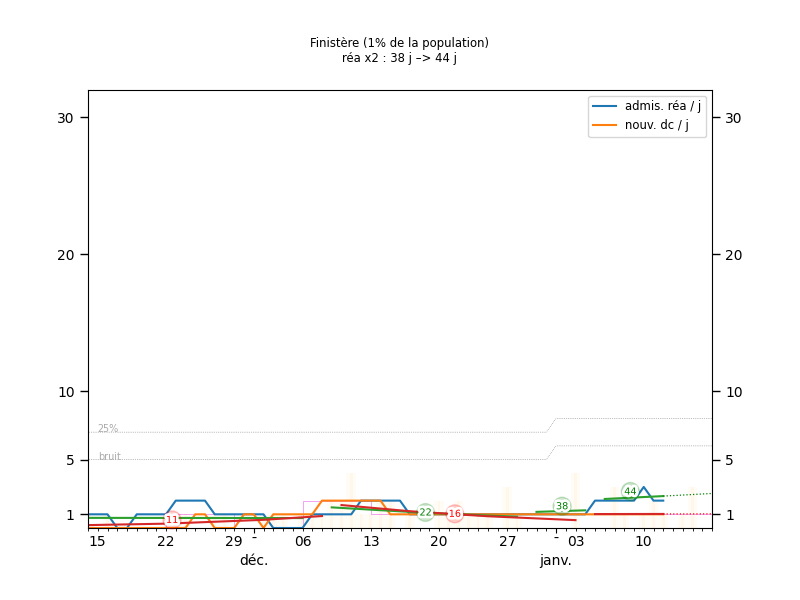 Finistère (1% de la population)
réa x2 : 38 j –> 44 j
admis. réa / j
nouv. dc / j
30 30
20 20
10 10
25%
5 bruit 5
1 11 22 16 38 44 1
15 22 29 - 06 13 20 27 - 03 10
déc. janv.